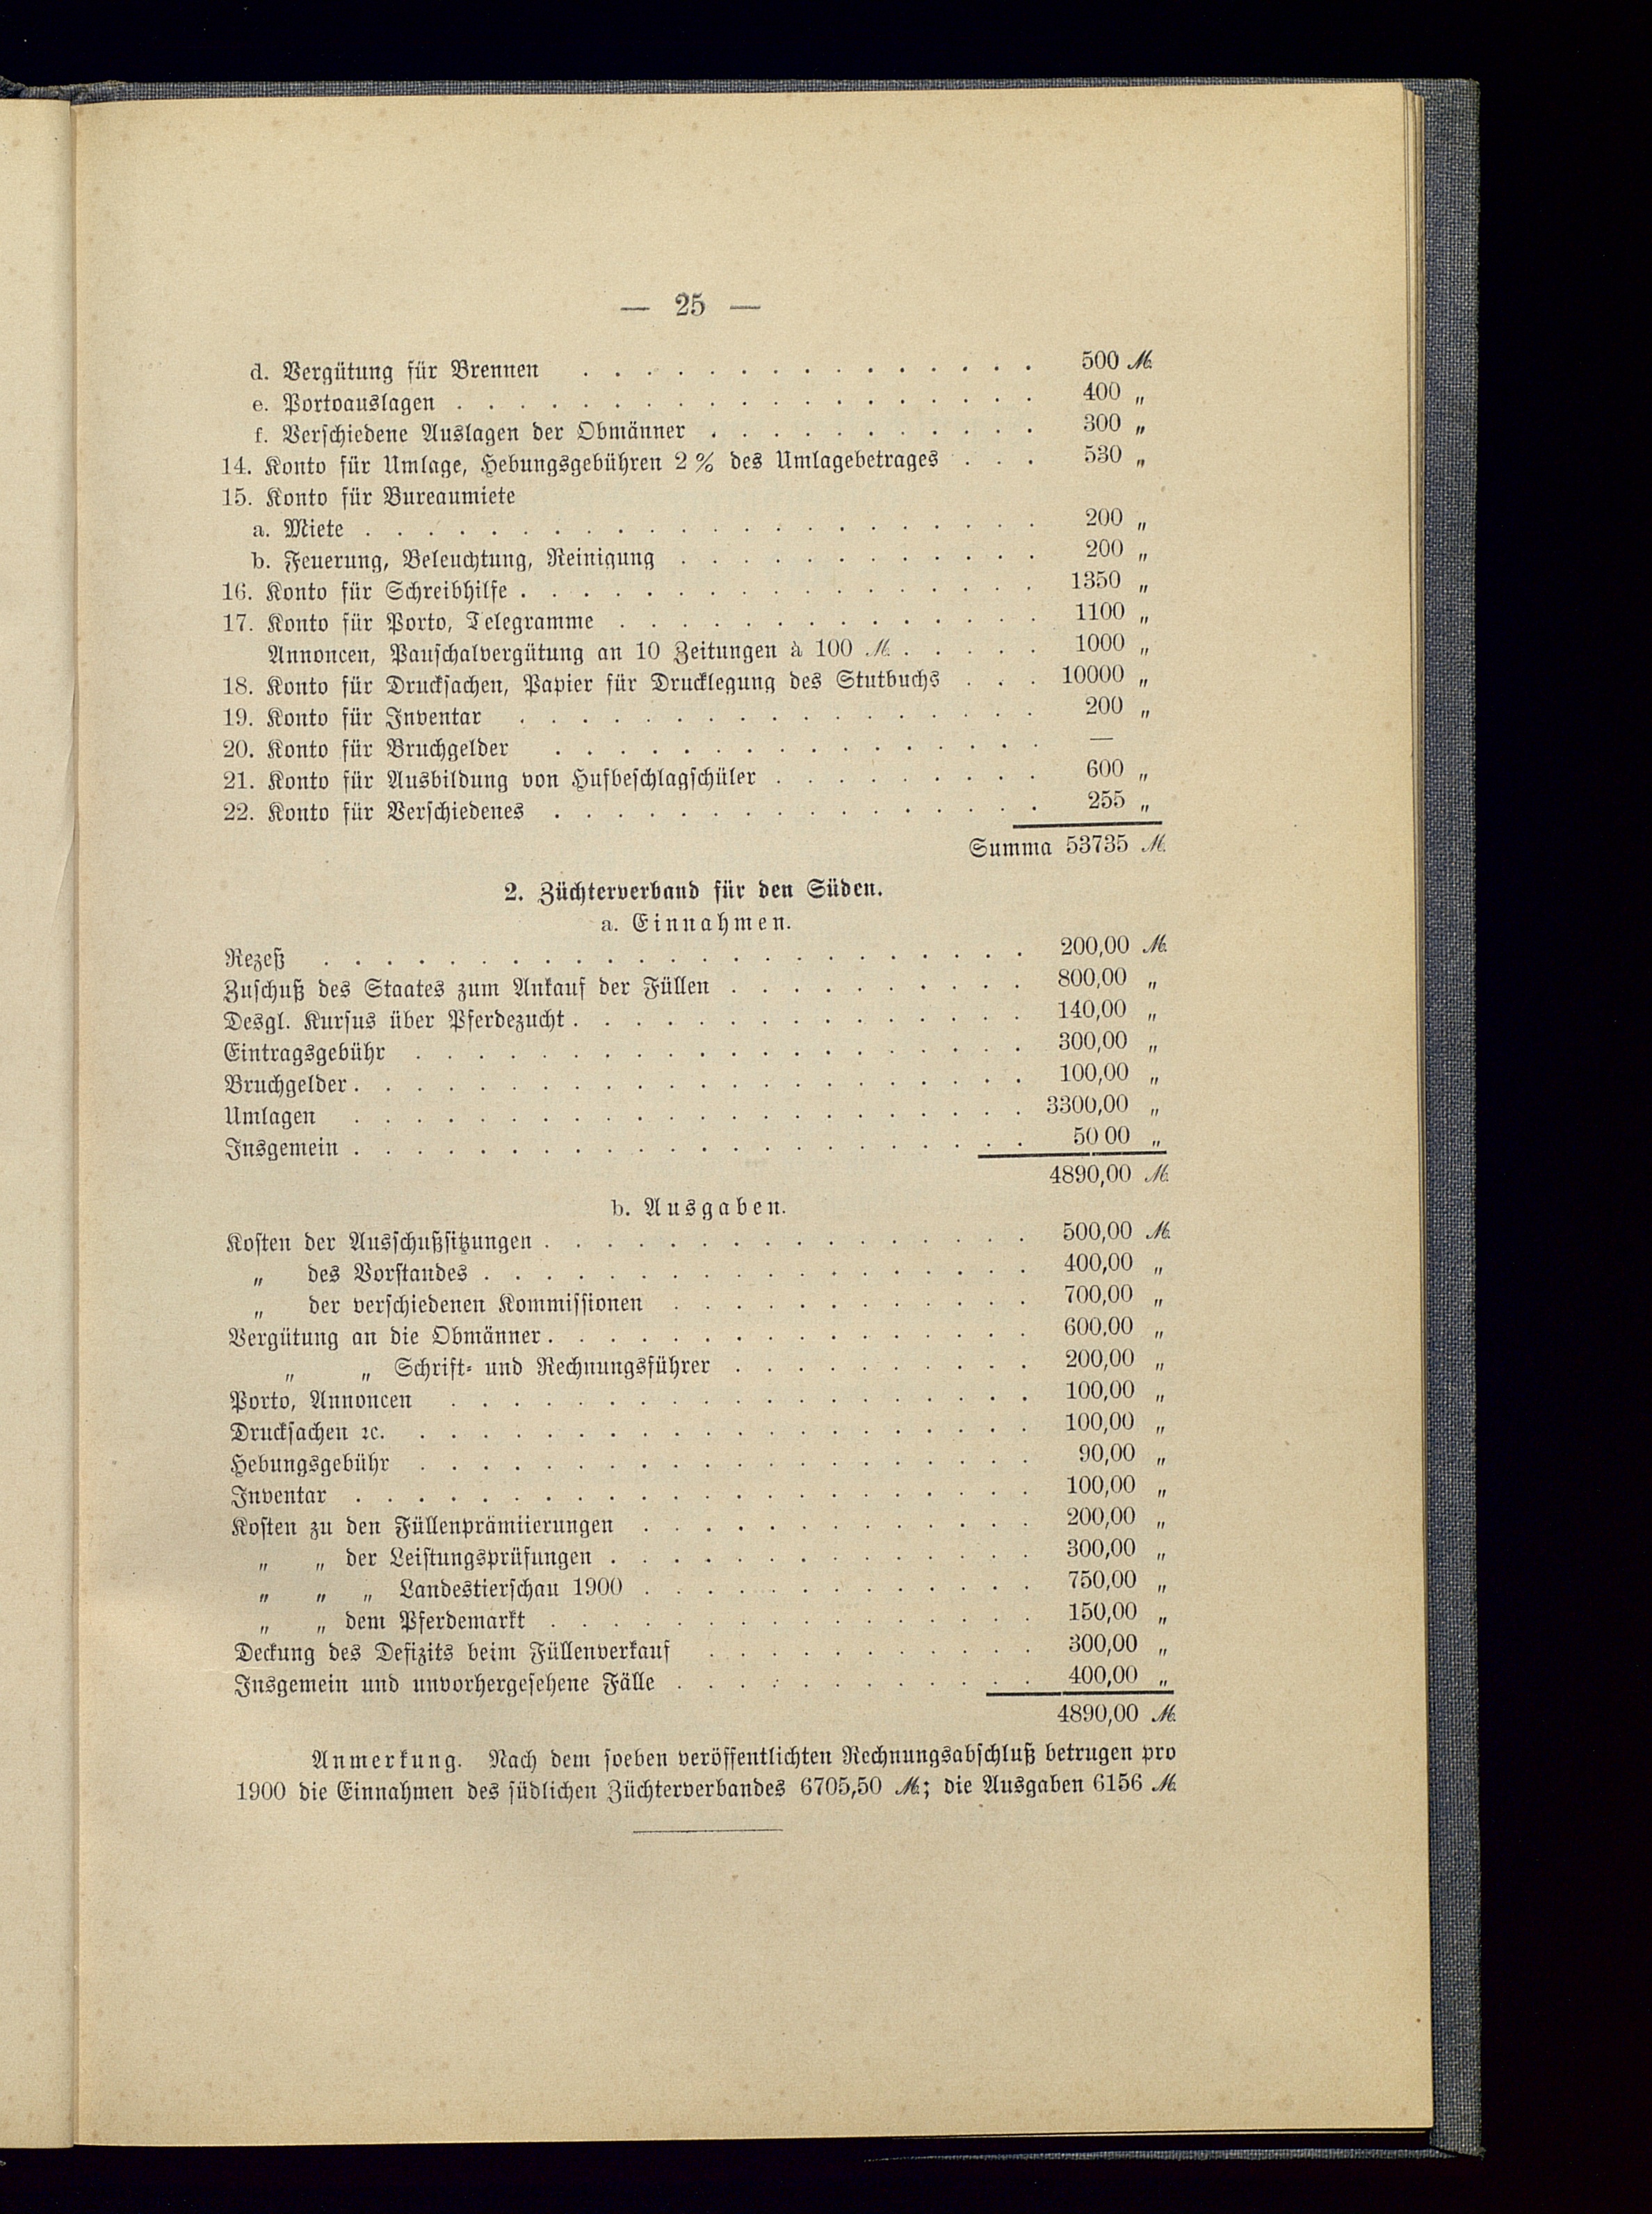 — 25 —
d. Vergütung für Brennen . . . . . . . . . . . . . . . 500 M.
e. Portoauslagen . . . . . . . . . . . . . . . . . . . 400 „
f. Verschiedene Auslagen der Obmänner . . . . . . . . . . . 300 „
14. Konto für Umlage, Hebungsgebühren 2 % des Umlagebetrages . . . 530 „
15. Konto für Bureaumiete
a. Miete . . . . . . . . . . . . . . . . . . . . . . 200 „
b. Feuerung, Beleuchtung, Reinigung . . . . . . . . . . . . 200 „
16. Konto für Schreibhilfe . . . . . . . . . . . . . . . . . 1350 „
17. Konto für Porto, Telegramme . . . . . . . . . . . . . . 1100 „
Annoncen, Pauschalvergütung an 10 Zeitungen à 100 M. . . . . . 1000 „
18. Konto für Drucksachen, Papier für Drucklegung des Stutbuchs . . . 10000 „
19. Konto für Inventar . . . . . . . . . . . . . . . . . 200 „
20. Konto für Bruchgelder . . . . . . . . . . . . . . . . —
21. Konto für Ausbildung von Hufbeschlagschüler . . . . . . . . . 600 „
22. Konto für Verschiedenes . . . . . . . . . . . . . . . . 255 „
Summa 53735 M.
2. Züchterverband für den Süden.
a. Einnahmen.
Rezeß . . . . . . . . . . . . . . . . . . . . . . . 200,00 M.
Zuschuß des Staates zum Ankauf der Füllen . . . . . . . . . . 800,00 „
Desgl. Kursus über Pferdezucht . . . . . . . . . . . . . . . 140,00 „
Eintragsgebühr . . . . . . . . . . . . . . . . . . . . 300,00 „
Bruchgelder . . . . . . . . . . . . . . . . . . . . . . 100,00 „
Umlagen . . . . . . . . . . . . . . . . . . . . . . 3300,00 „
Insgemein . . . . . . . . . . . . . . . . . . . . . . 50 00 „
4890,00 M.
b. Ausgaben.
Kosten der Ausschußsitzungen . . . . . . . . . . . . . . . . 500,00 M.
„ des Vorstandes . . . . . . . . . . . . . . . . . . 400,00 „
„ der verschiedenen Kommissionen . . . . . . . . . . . . 700,00 „
Vergütung an die Obmänner . . . . . . . . . . . . . . . . 600,00 „
„ „ Schrift- und Rechnungsführer . . . . . . . . . . 200,00 „
Porto, Annoncen . . . . . . . . . . . . . . . . . . . 100,00 „
Drucksachen ꝛc. . . . . . . . . . . . . . . . . . . . . 100,00 „
Hebungsgebühr . . . . . . . . . . . . . . . . . . . . 90,00 „
Inventar . . . . . . . . . . . . . . . . . . . . . . 100,00 „
Kosten zu den Füllenprämiierungen . . . . . . . . . . . . . 200,00 „
„ „ der Leistungsprüfungen . . . . . . . . . . . . . . 300,00 „
„ „ „ Landestierschau 1900 . . . . . . . . . . . . . 750,00 „
„ „ dem Pferdemarkt . . . . . . . . . . . . . . . . 150,00 „
Deckung des Defizits beim Füllenverkauf . . . . . . . . . . . 300,00 „
Insgemein und unvorhergesehene Fälle . . . . . . . . . . . . 400,00 „
4890,00 M.
Anmerkung. Nach dem soeben veröffentlichten Rechnungsabschluß betrugen pro
1900 die Einnahmen des südlichen Züchterverbandes 6705,50 M.; die Ausgaben 6156 M.